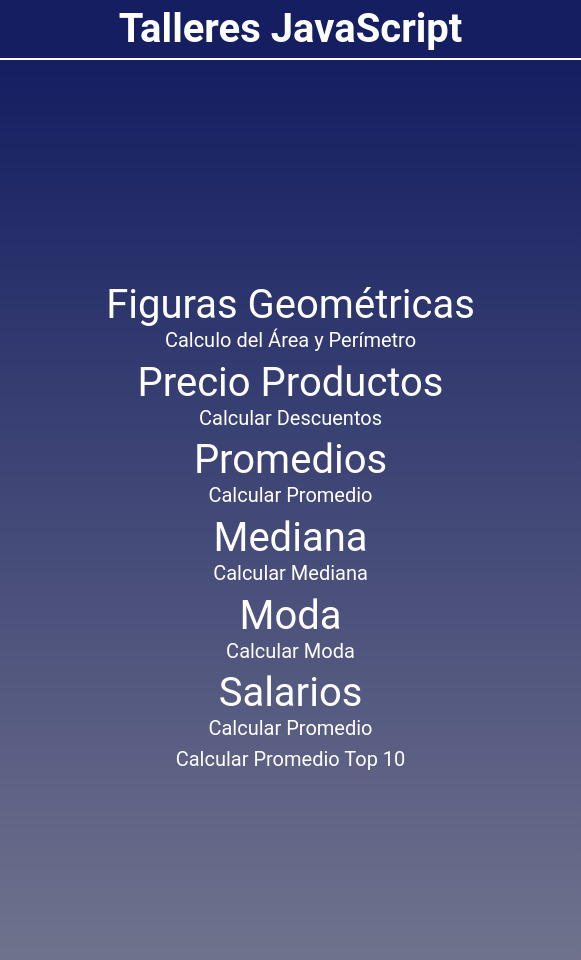 Talleres JavaScript
Figuras Geométricas
Calculo del Área y Perímetro
Precio Productos
Calcular Descuentos
Promedios
Calcular Promedio
Mediana
Calcular Mediana
Moda
Calcular Moda
Salarios
Calcular Promedio
Calcular Promedio Top 10